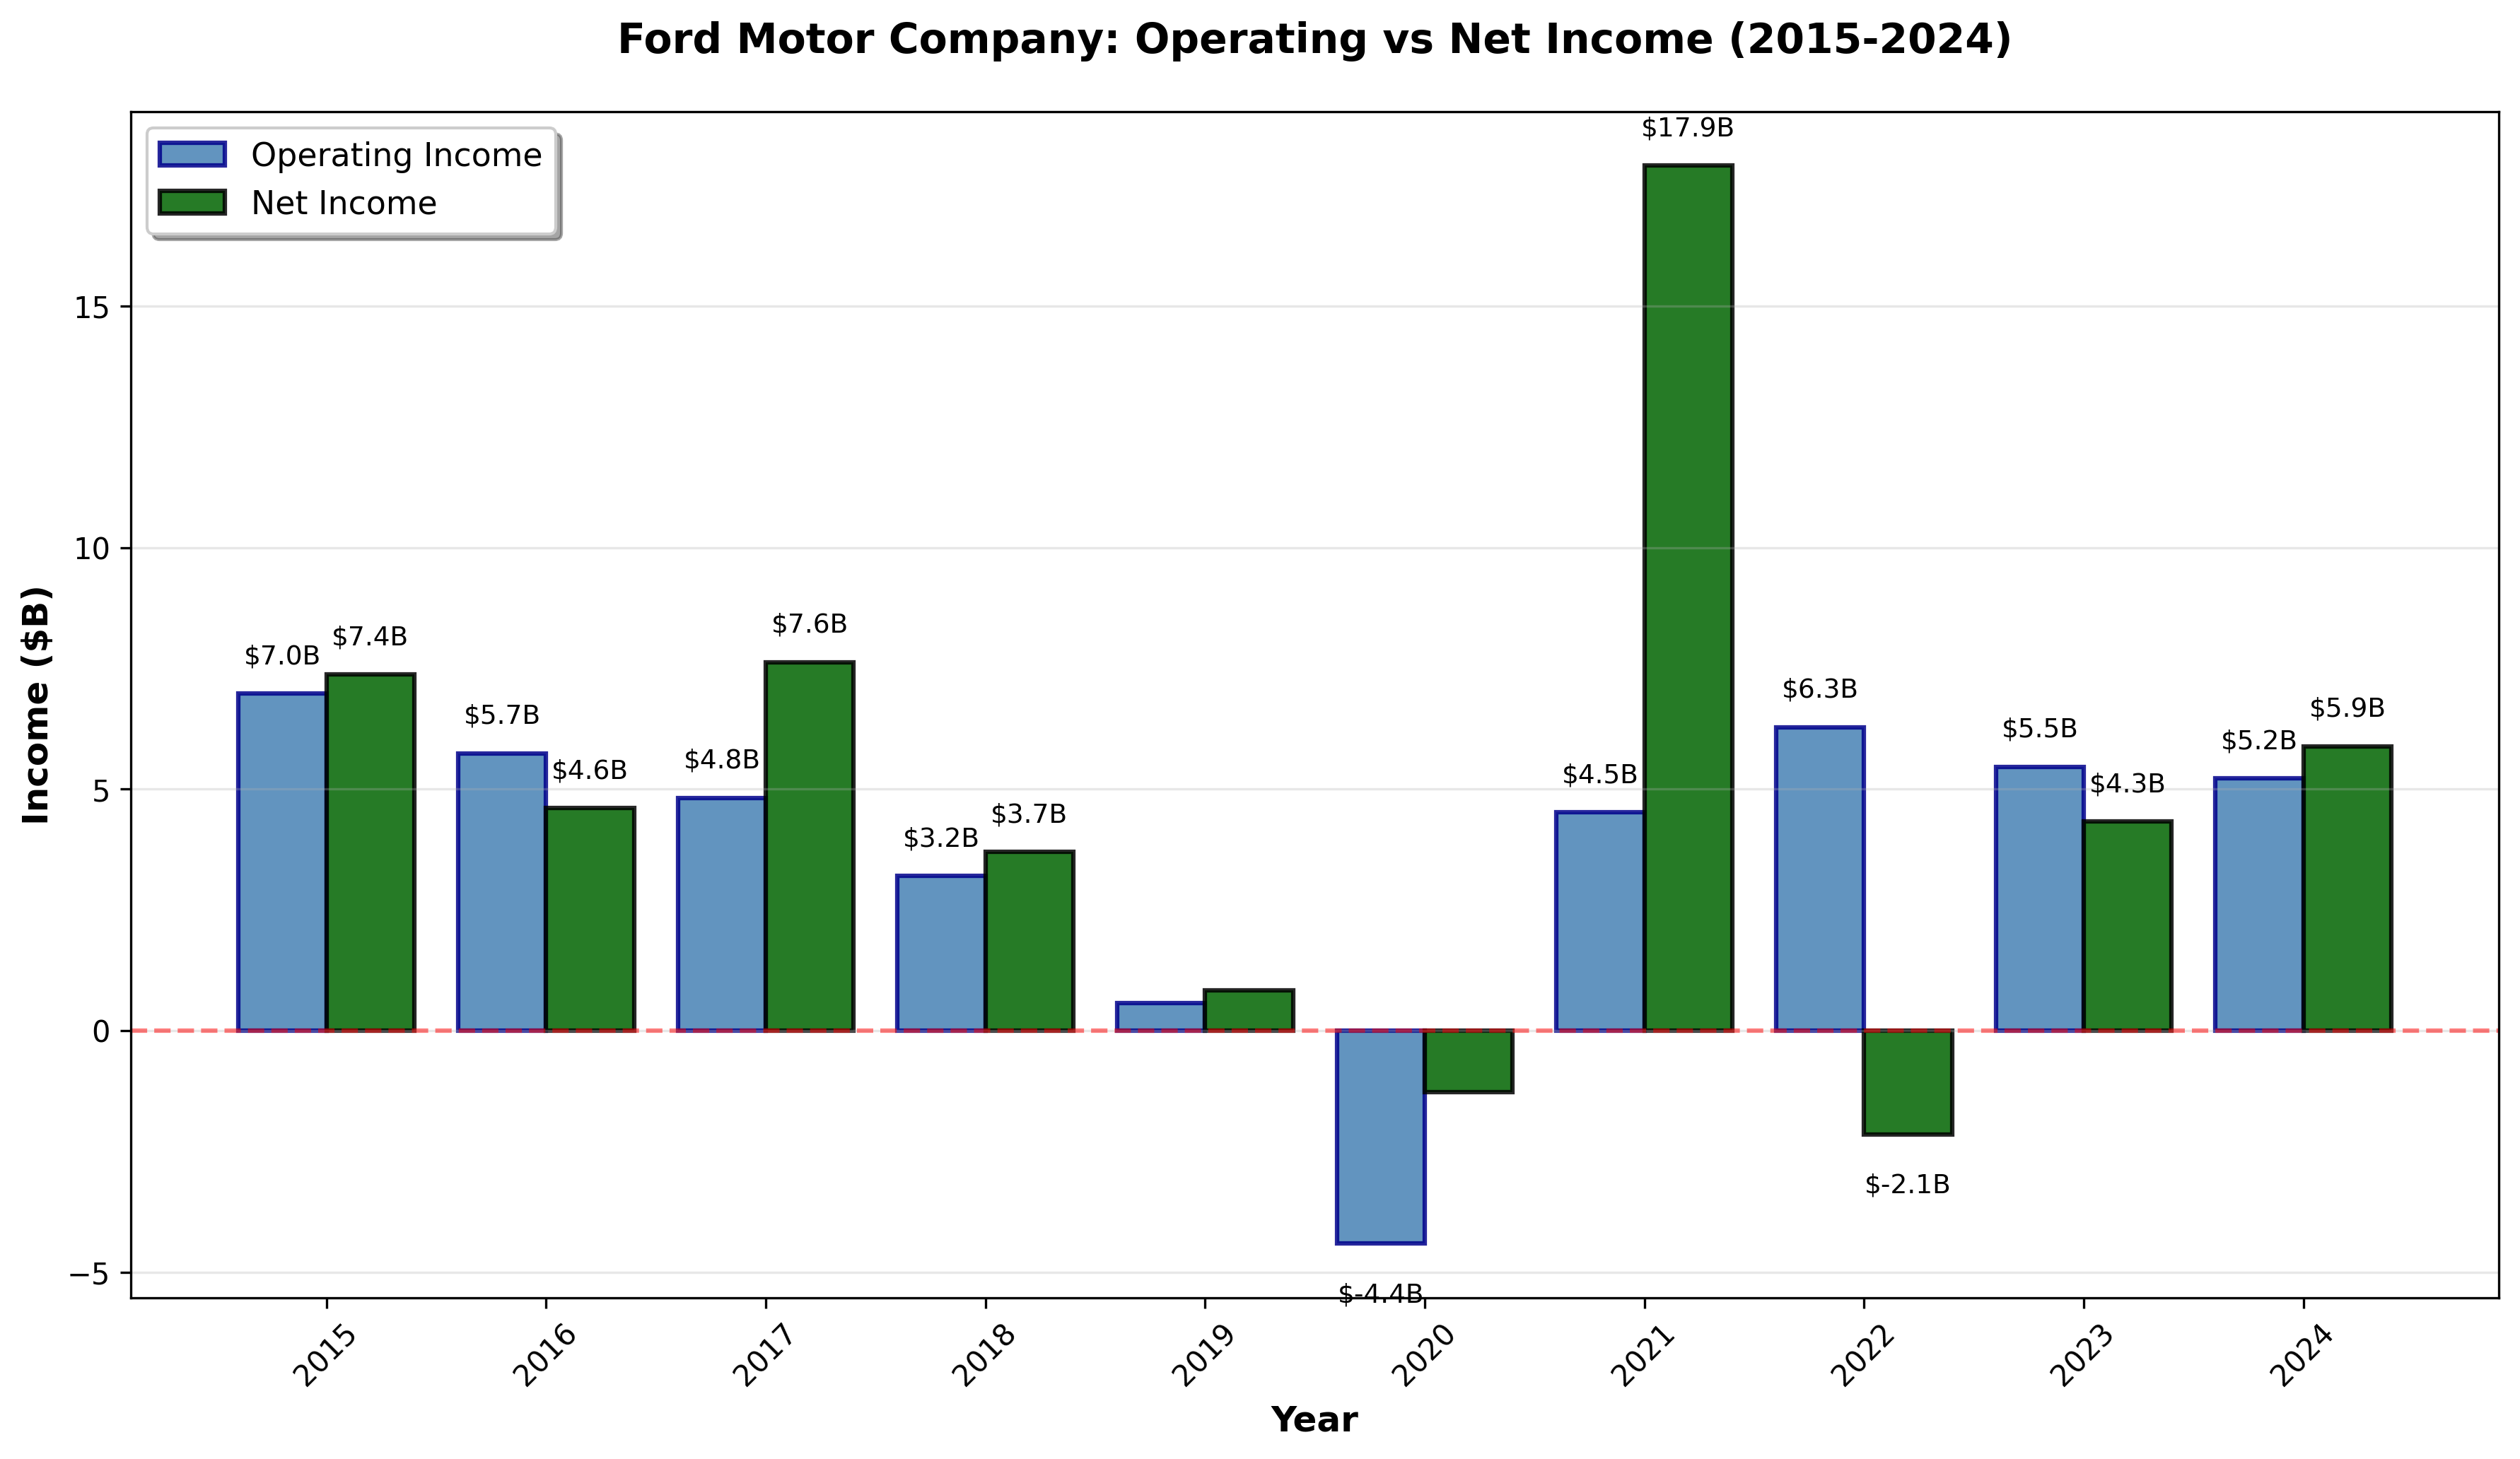 Ford Motor Company: Operating vs Net Income (2015-2024)
Operating Income
Net Income
Income ($B)
15
10
5
0
−5
$7.0B
$7.4B
$5.7B
$4.6B
$4.8B
$7.6B
$3.2B
$3.7B
$-4.4B
$4.5B
$17.9B
$6.3B
$-2.1B
$5.5B
$4.3B
$5.2B
$5.9B
2015
2016
2017
2018
2019
2020
2021
2022
2023
2024
Year